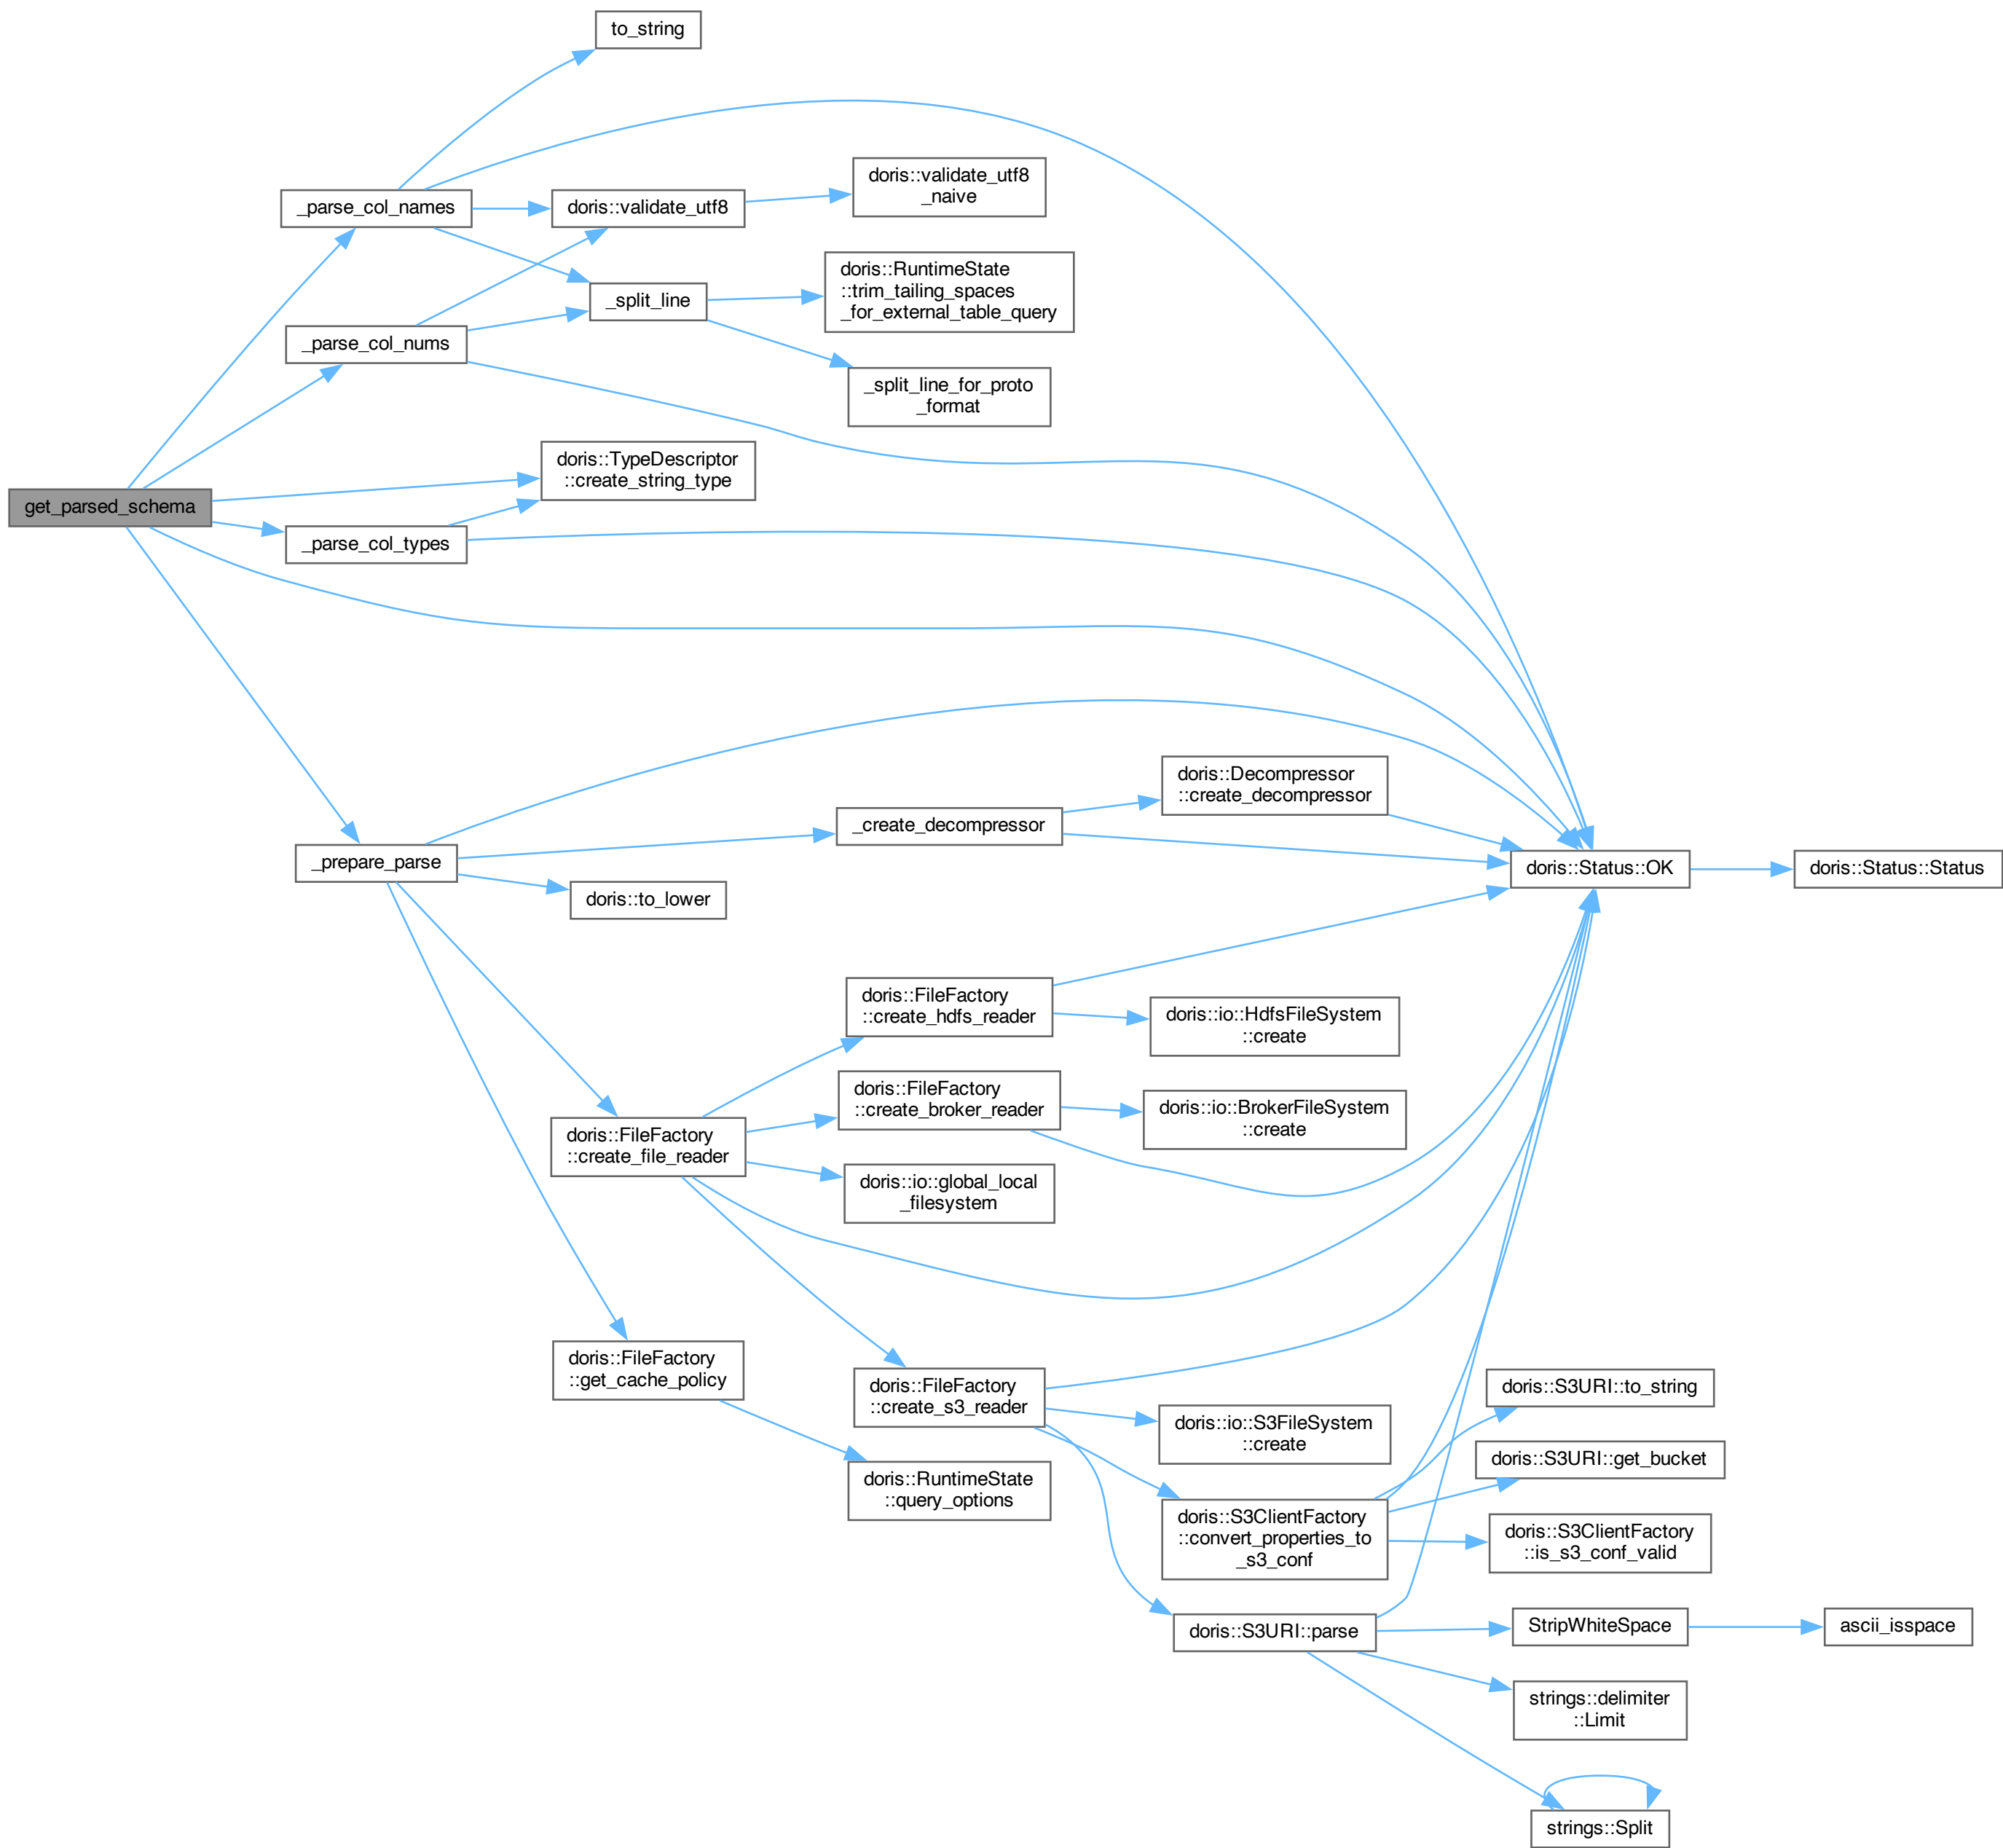 to_string
_parse_col_names
doris::validate_utf8
doris::validate_utf8
_naive
_split_line
doris::RuntimeState
::trim_tailing_spaces
_for_external_table_query
_parse_col_nums
_split_line_for_proto
_format
doris::TypeDescriptor
::create_string_type
get_parsed_schema
_parse_col_types
doris::Decompressor
::create_decompressor
_create_decompressor
_prepare_parse
doris::to_lower
doris::Status::OK
doris::Status::Status
doris::FileFactory
::create_hdfs_reader
doris::io::HdfsFileSystem
::create
doris::FileFactory
::create_broker_reader
doris::io::BrokerFileSystem
::create
doris::FileFactory
::create_file_reader
doris::io::global_local
_filesystem
doris::FileFactory
::get_cache_policy
doris::FileFactory
::create_s3_reader
doris::S3URI::to_string
doris::io::S3FileSystem
::create
doris::S3URI::get_bucket
doris::RuntimeState
::query_options
doris::S3ClientFactory
::convert_properties_to
_s3_conf
doris::S3ClientFactory
::is_s3_conf_valid
doris::S3URI::parse
StripWhiteSpace
ascii_isspace
strings::delimiter
::Limit
strings::Split